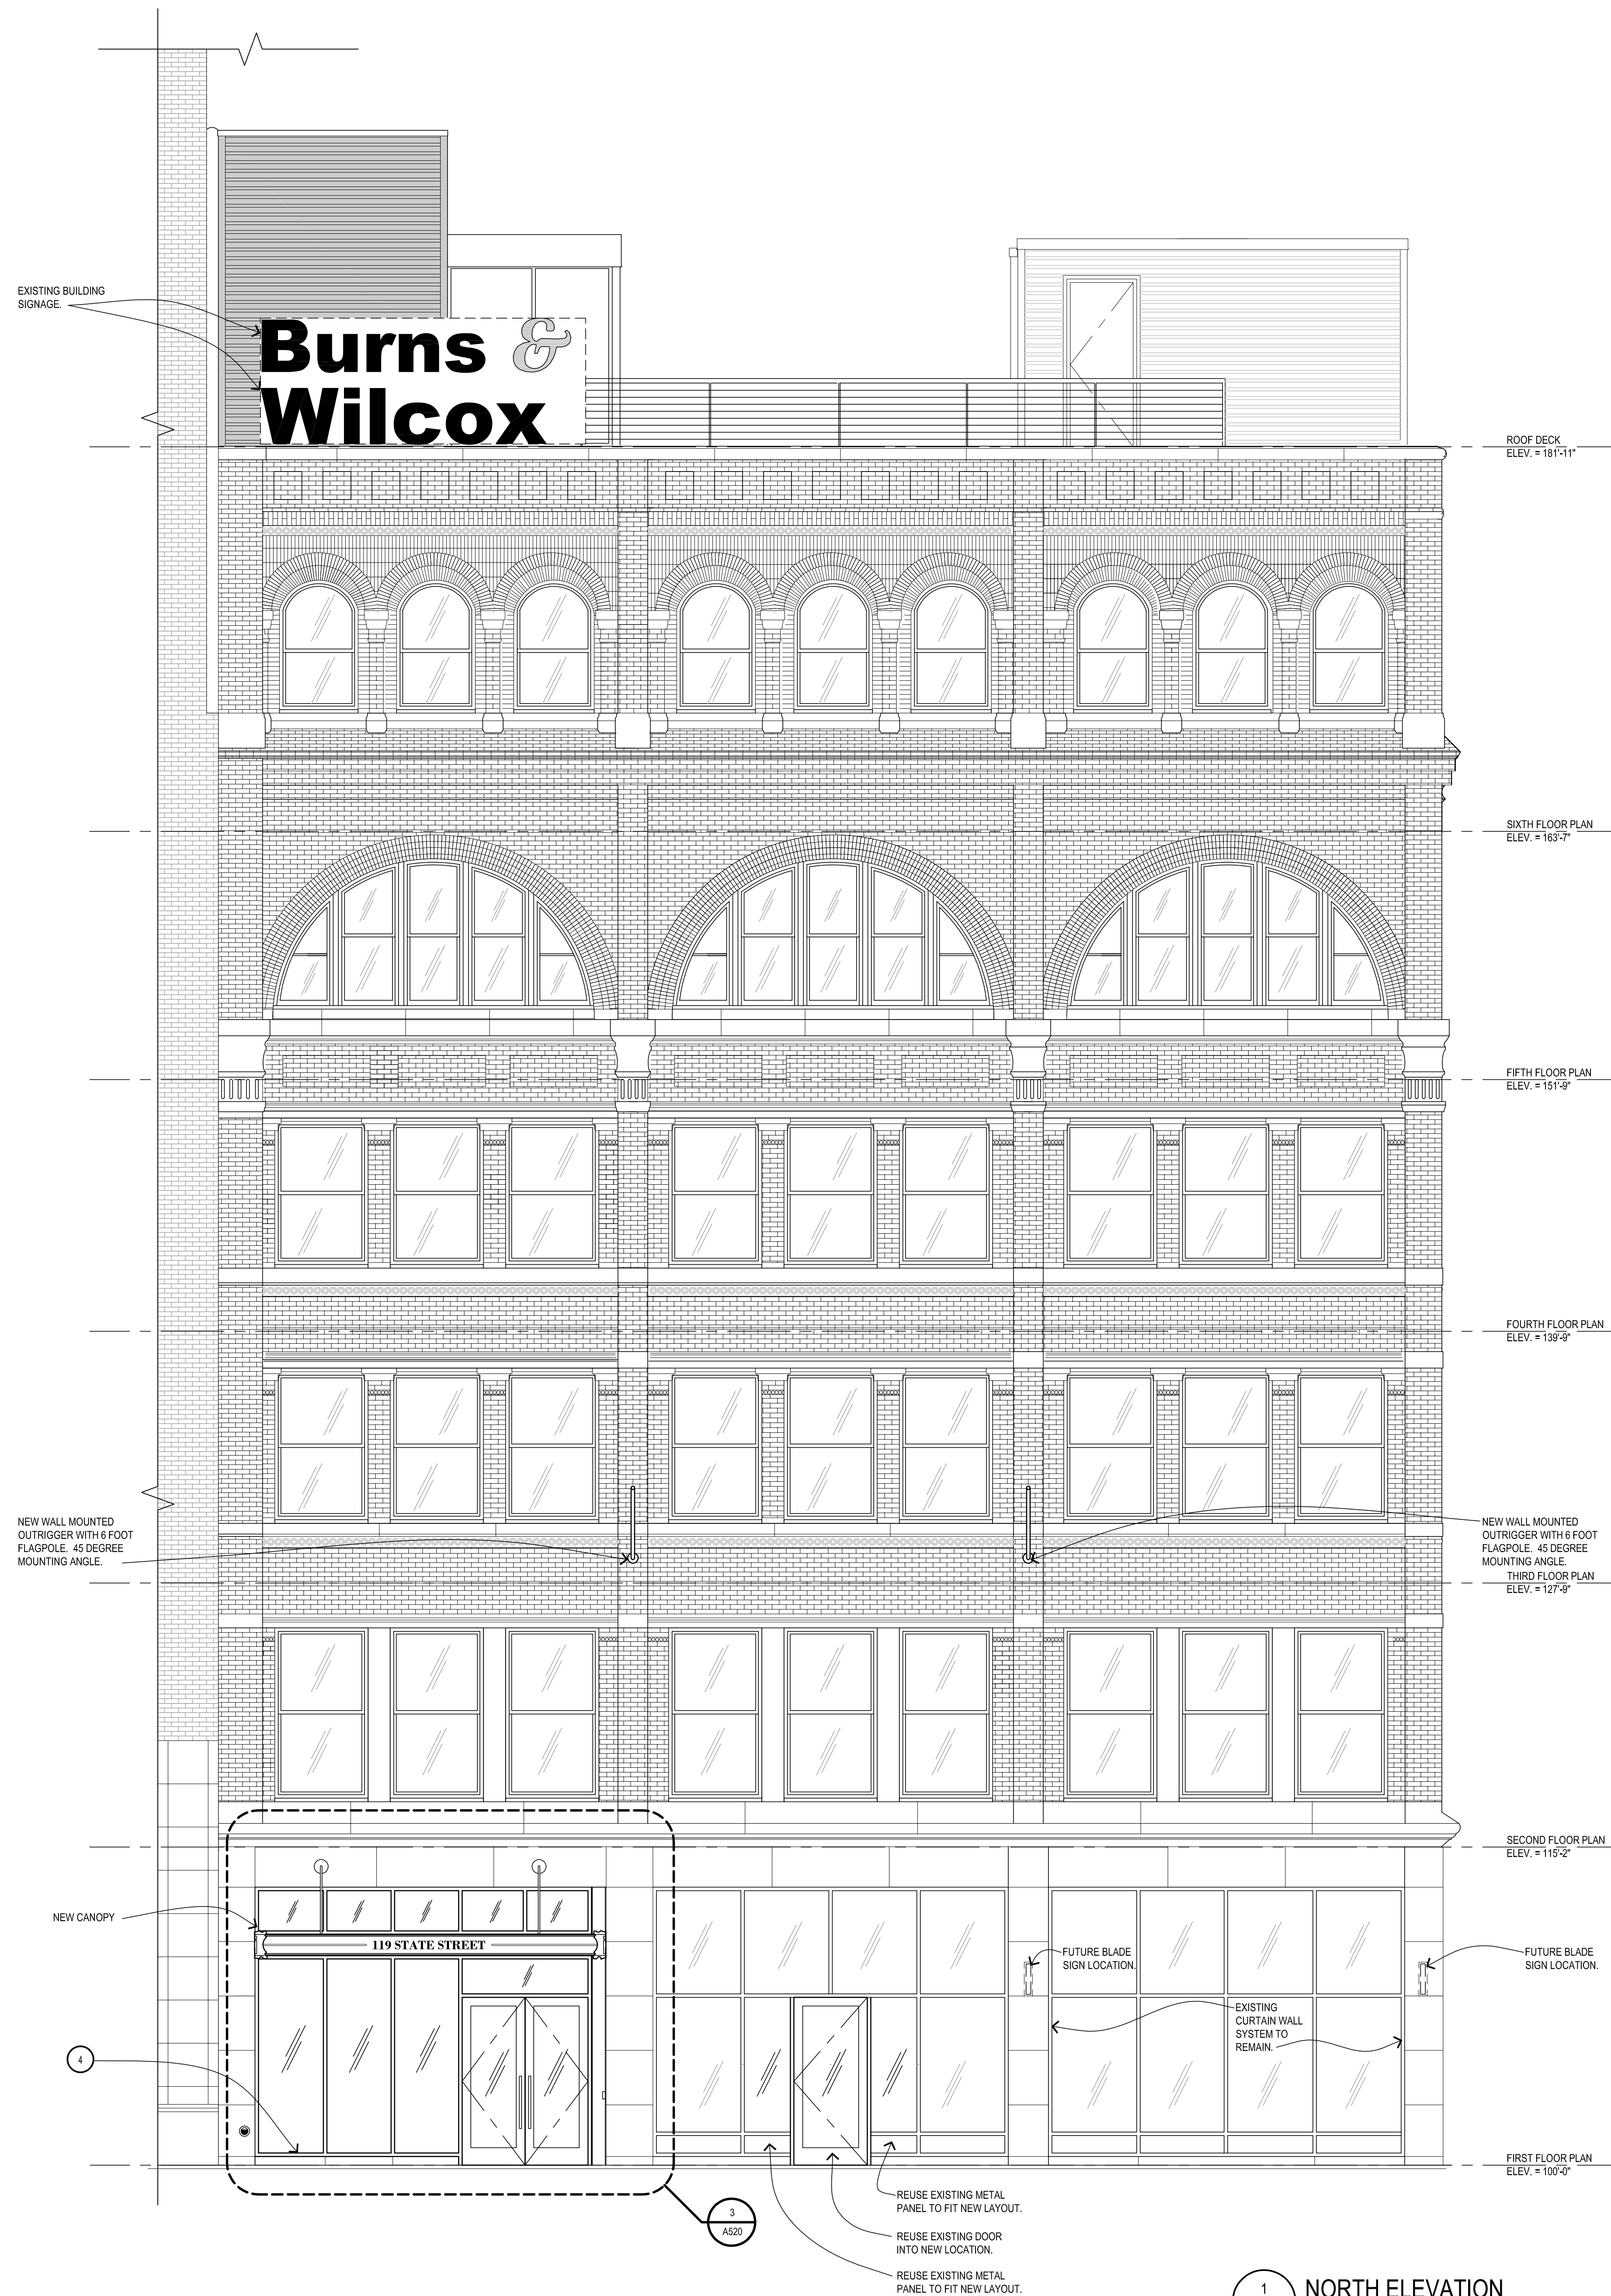 EXISTING BUILDING
SIGNAGE.
Burns &
Wilcox
ROOF DECK
ELEV. = 181'-11"
SIXTH FLOOR PLAN
ELEV. = 163'-7"
FIFTH FLOOR PLAN
ELEV. = 151'-9"
FOURTH FLOOR PLAN
ELEV. = 139'-9"
NEW WALL MOUNTED
OUTRIGGER WITH 6 FOOT
FLAGPOLE. 45 DEGREE
MOUNTING ANGLE.
NEW WALL MOUNTED
OUTRIGGER WITH 6 FOOT
FLAGPOLE. 45 DEGREE
MOUNTING ANGLE.
THIRD FLOOR PLAN
ELEV. = 127'-9"
SECOND FLOOR PLAN
ELEV. = 115'-2"
NEW CANOPY
119 STATE STREET
FUTURE BLADE
SIGN LOCATION.
FUTURE BLADE
SIGN LOCATION.
EXISTING
CURTAIN WALL
SYSTEM TO
REMAIN.
4
FIRST FLOOR PLAN
ELEV. = 100'-0"
REUSE EXISTING METAL
PANEL TO FIT NEW LAYOUT.
3
A520
REUSE EXISTING DOOR
INTO NEW LOCATION.
REUSE EXISTING METAL
PANEL TO FIT NEW LAYOUT.
1
NORTH ELEVATION